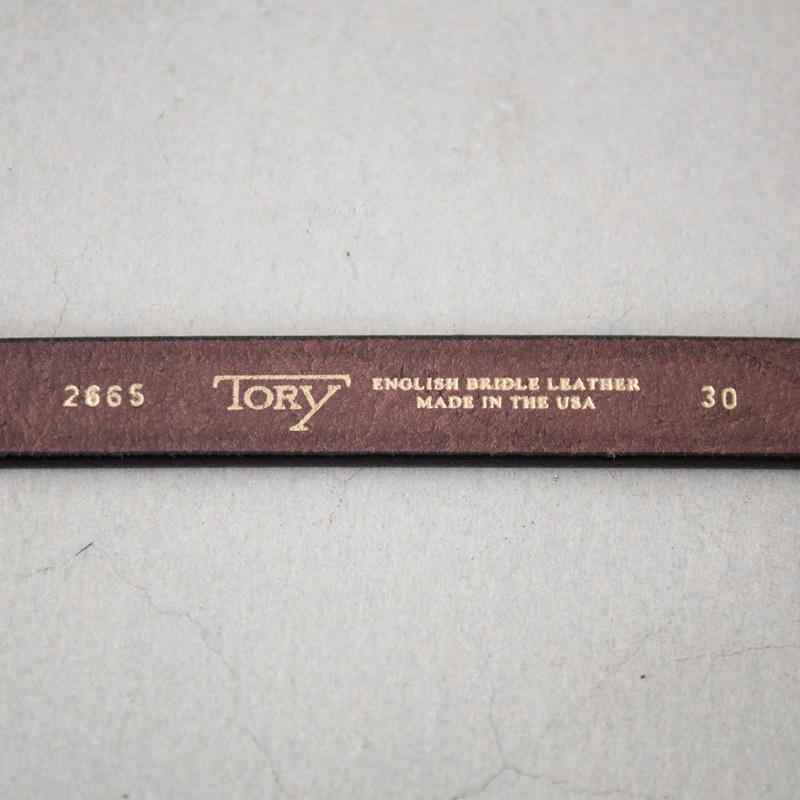 2665
TORY
ENGLISH BRIDLE LEATHER
MADE IN THE USA
30